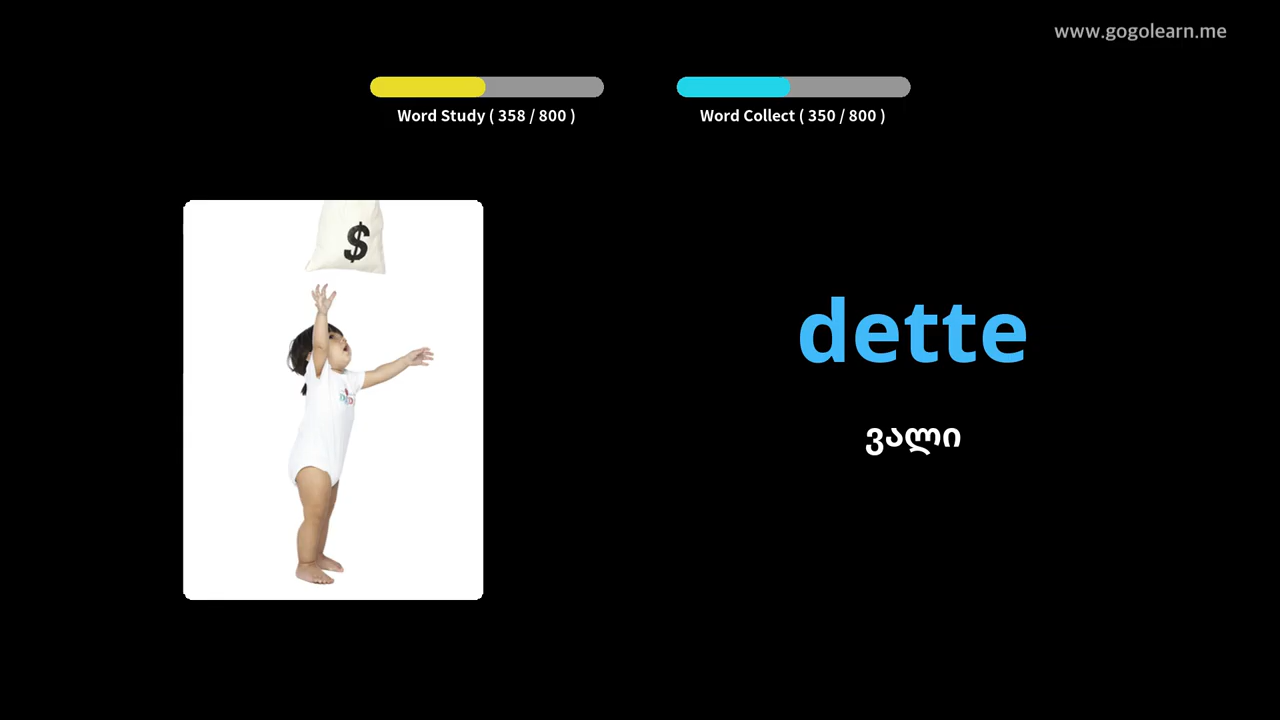 www.gogolearn.me
Word Study ( 358 / 800 )
Word Collect ( 350 / 800 )
$
dette
ვალი